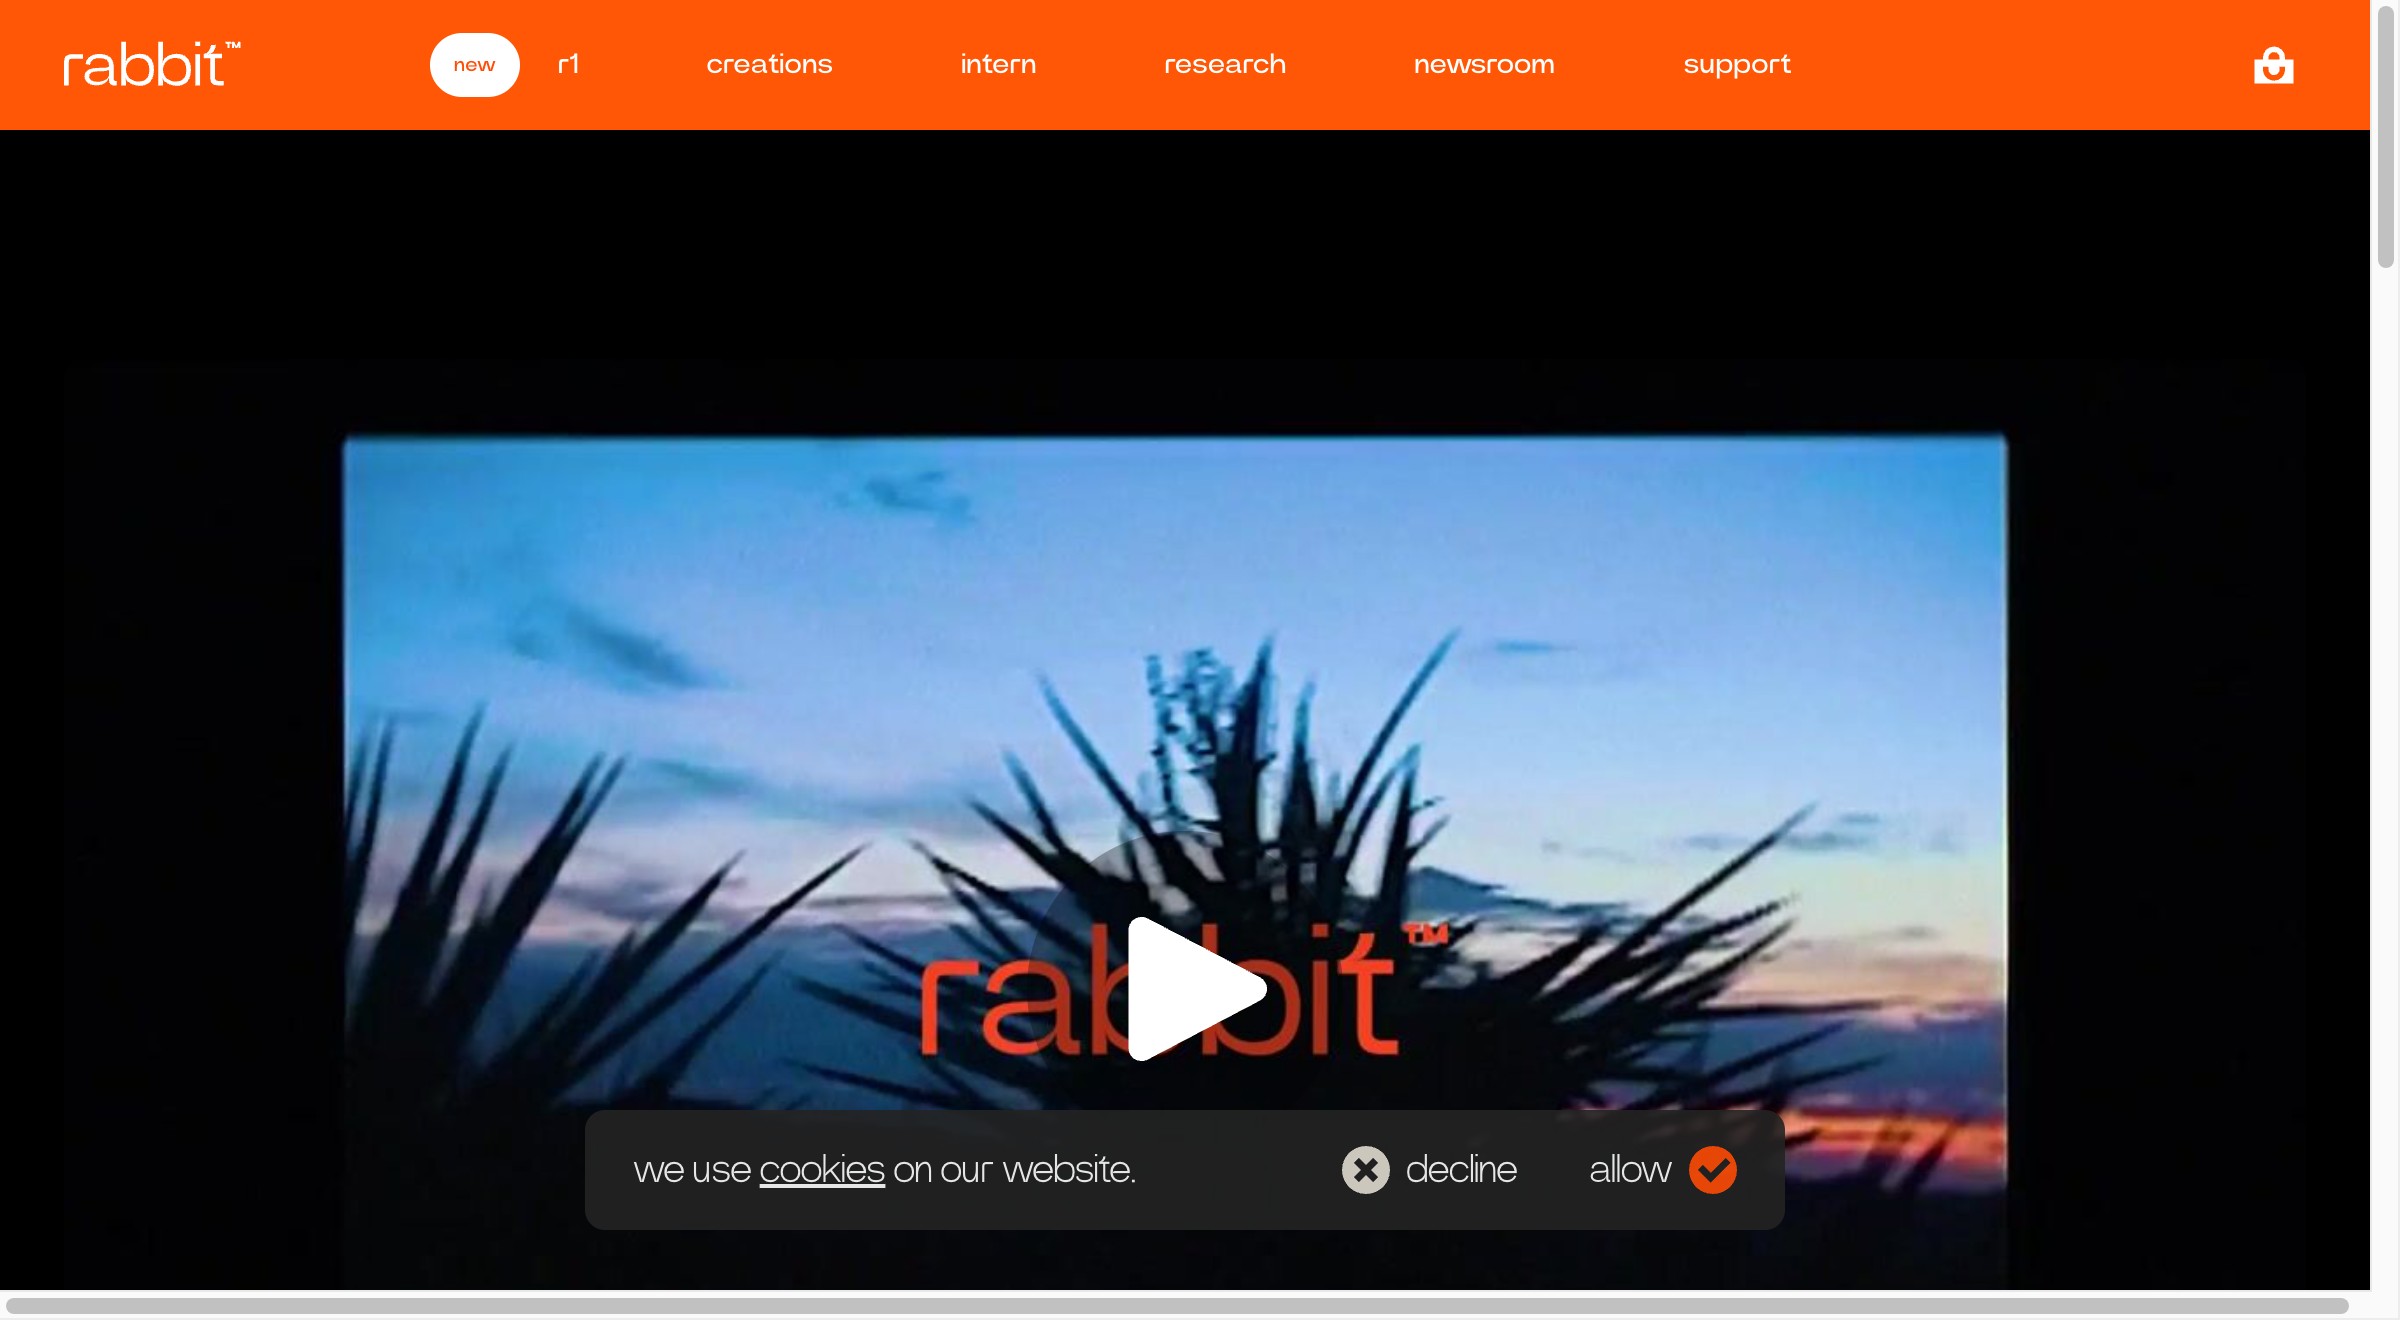 rabbit™
new r1 creations intern research newsroom support
rabbit™
we use cookies on our website. decline allow